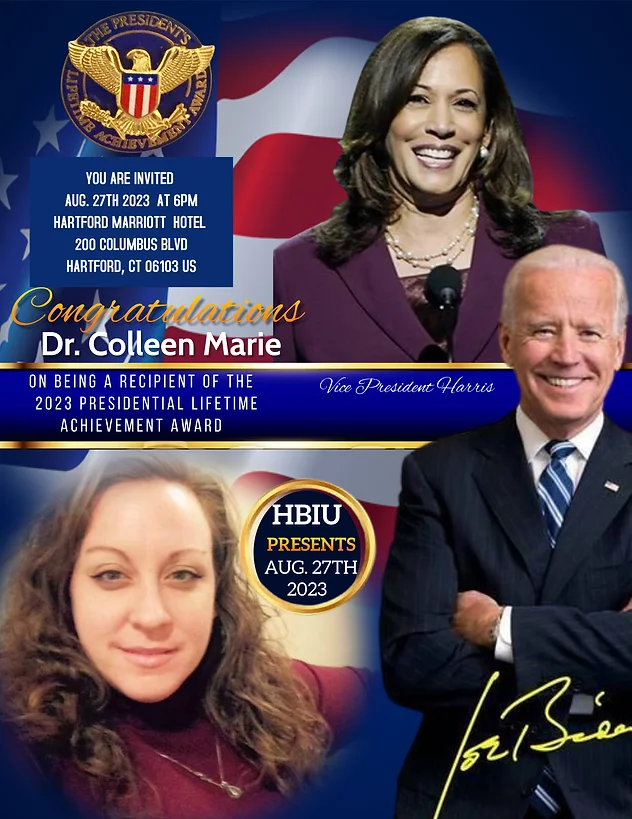 THE PRESIDENT'S
LIFETIME ACHIEVEMENT AWARD
YOU ARE INVITED
AUG. 27TH 2023 AT 6PM
HARTFORD MARRIOTT HOTEL
200 COLUMBUS BLVD
HARTFORD, CT 06103 US
Congratulations
Dr. Colleen Marie
ON BEING A RECIPIENT OF THE
2023 PRESIDENTIAL LIFETIME
ACHIEVEMENT AWARD
Vice President Harris
HBIU
PRESENTS
AUG. 27TH
2023
Joe Biden